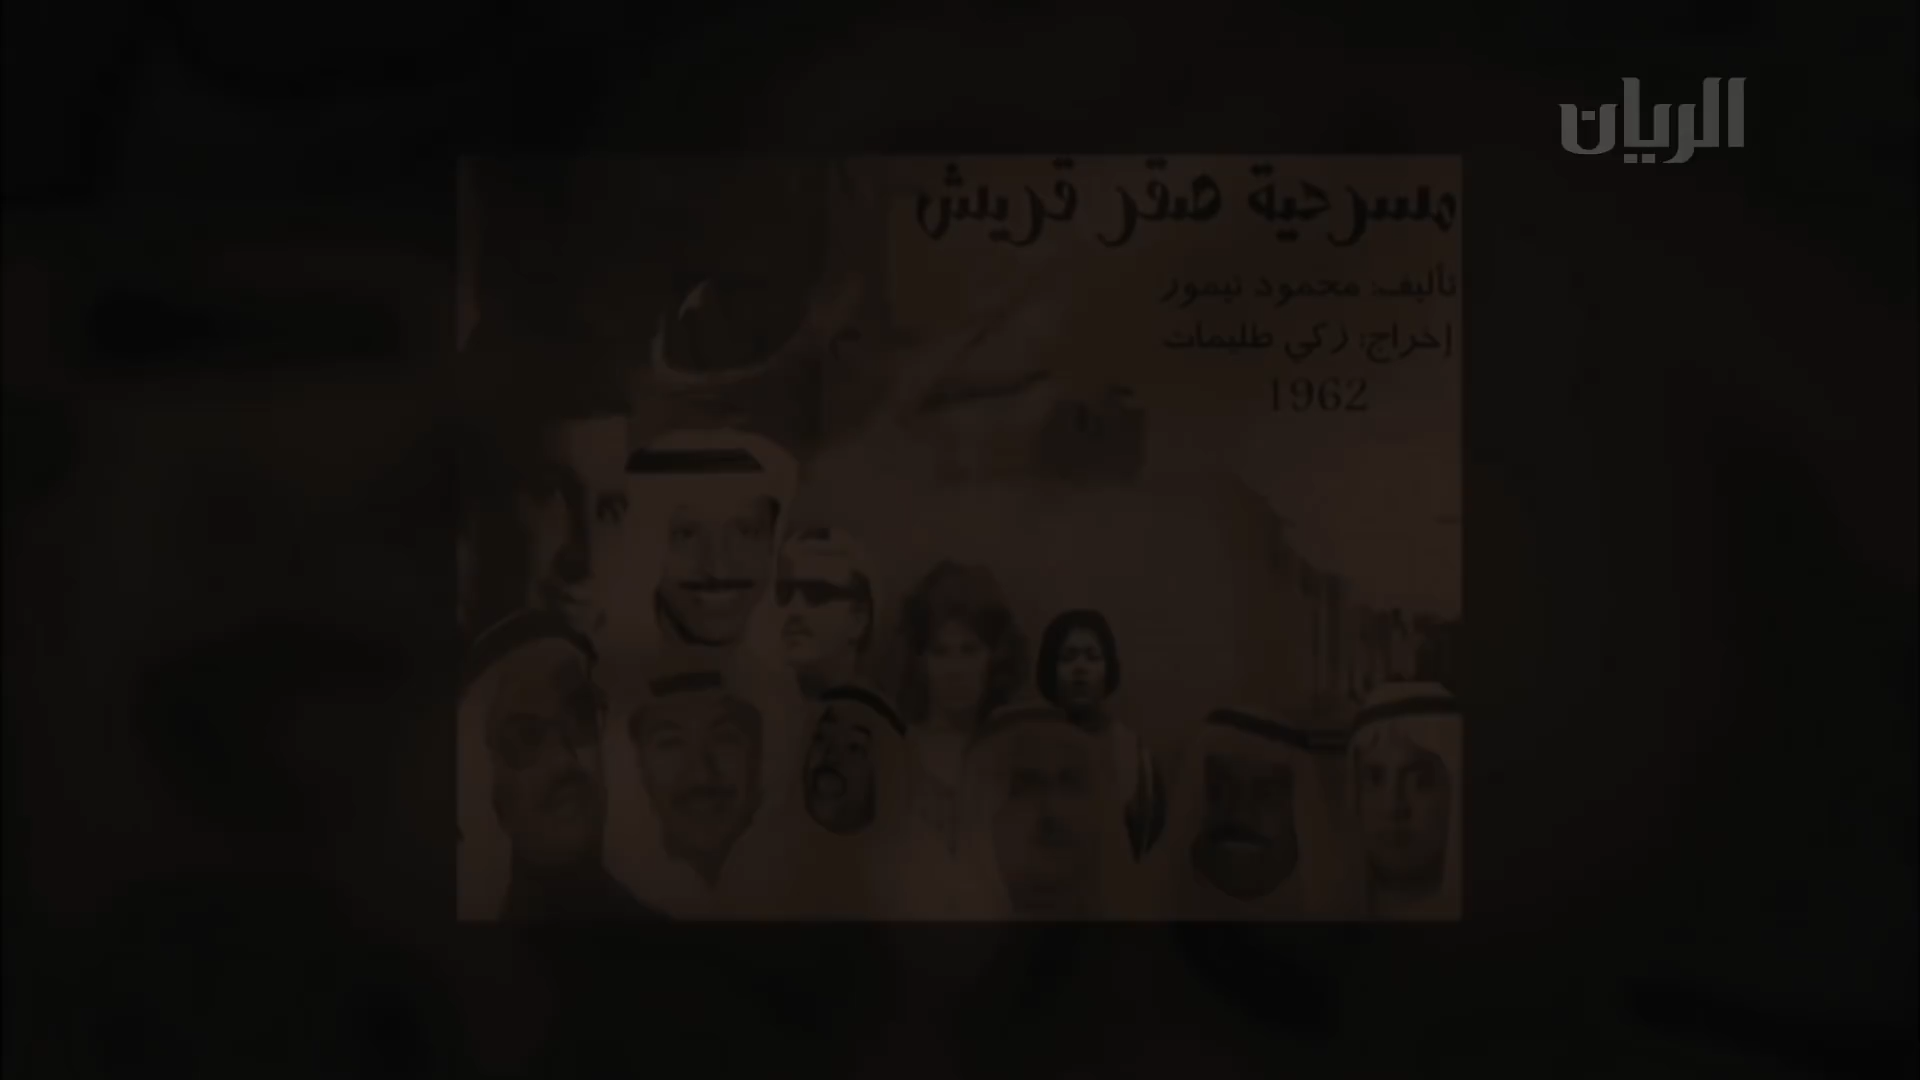 الريان
مسرحية صقر قريش
تأليف: محمود تيمور
إخراج: زكي طليمات
1962